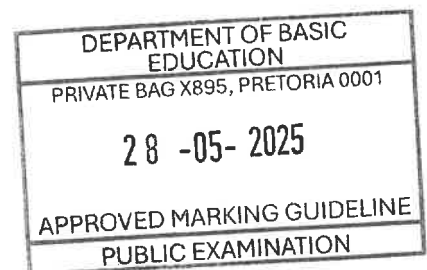 DEPARTMENT OF BASIC
EDUCATION
PRIVATE BAG X895, PRETORIA 0001
28 -05- 2025
APPROVED MARKING GUIDELINE
PUBLIC EXAMINATION